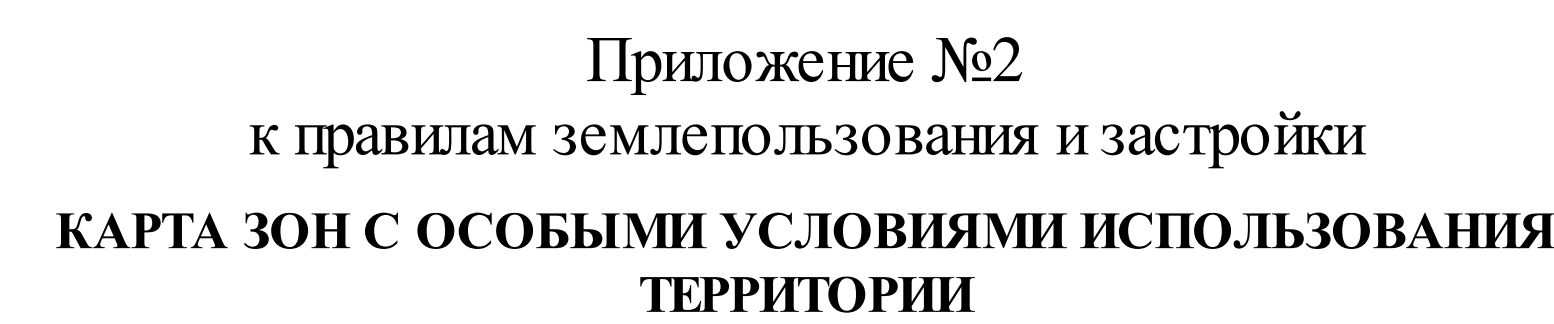 Приложение №2
к правилам землепользования и застройки
КАРТА ЗОН С ОСОБЫМИ УСЛОВИЯМИ ИСПОЛЬЗОВАНИЯ
ТЕРРИТОРИИ